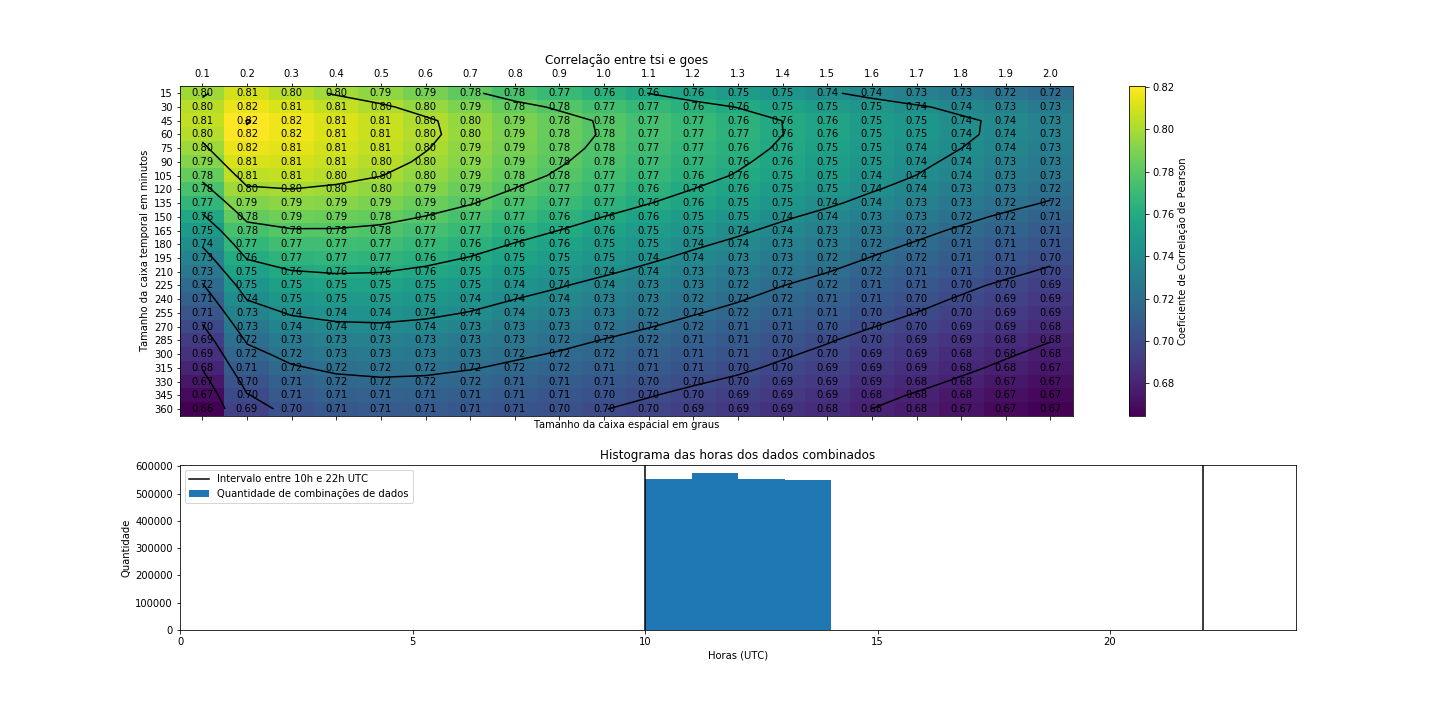 Correlação entre tsi e goes
0.1 0.2 0.3 0.4 0.5 0.6 0.7 0.8 0.9 1.0 1.1 1.2 1.3 1.4 1.5 1.6 1.7 1.8 1.9 2.0
15 0.80 0.81 0.80 0.80 0.79 0.79 0.78 0.78 0.77 0.76 0.76 0.76 0.75 0.75 0.74 0.74 0.73 0.73 0.72 0.72
30 0.80 0.82 0.81 0.81 0.80 0.80 0.79 0.78 0.78 0.77 0.77 0.76 0.76 0.75 0.75 0.75 0.74 0.74 0.73 0.73
45 0.81 0.82 0.82 0.81 0.81 0.80 0.80 0.79 0.78 0.78 0.77 0.77 0.76 0.76 0.76 0.75 0.75 0.74 0.74 0.73
60 0.80 0.82 0.82 0.81 0.81 0.80 0.80 0.79 0.78 0.78 0.77 0.77 0.77 0.76 0.76 0.75 0.75 0.74 0.74 0.73
75 0.80 0.82 0.81 0.81 0.80 0.80 0.79 0.79 0.78 0.77 0.77 0.77 0.76 0.76 0.75 0.75 0.74 0.74 0.74 0.73
90 0.79 0.81 0.81 0.81 0.80 0.80 0.79 0.78 0.78 0.77 0.77 0.76 0.76 0.75 0.75 0.75 0.74 0.74 0.73 0.73
105 0.78 0.81 0.81 0.80 0.80 0.79 0.79 0.78 0.78 0.77 0.77 0.76 0.76 0.75 0.75 0.74 0.74 0.73 0.73 0.73
120 0.78 0.80 0.80 0.80 0.80 0.79 0.79 0.78 0.77 0.77 0.76 0.76 0.75 0.75 0.75 0.74 0.74 0.73 0.73 0.72
135 0.77 0.79 0.79 0.79 0.79 0.78 0.78 0.77 0.77 0.76 0.76 0.75 0.75 0.75 0.74 0.74 0.73 0.73 0.72 0.72
150 0.76 0.78 0.79 0.79 0.78 0.78 0.77 0.77 0.76 0.76 0.76 0.75 0.75 0.74 0.74 0.73 0.73 0.72 0.72 0.71
165 0.75 0.78 0.78 0.78 0.78 0.77 0.77 0.76 0.76 0.75 0.75 0.75 0.74 0.74 0.73 0.73 0.72 0.72 0.71 0.71
180 0.74 0.77 0.77 0.77 0.77 0.77 0.76 0.76 0.76 0.75 0.75 0.74 0.74 0.73 0.73 0.72 0.72 0.71 0.71 0.71
195 0.73 0.76 0.77 0.77 0.76 0.76 0.76 0.75 0.75 0.75 0.74 0.74 0.73 0.73 0.72 0.72 0.72 0.71 0.71 0.70
210 0.73 0.75 0.76 0.76 0.76 0.76 0.75 0.75 0.75 0.74 0.74 0.73 0.73 0.72 0.72 0.72 0.71 0.71 0.70 0.70
225 0.72 0.75 0.75 0.75 0.75 0.75 0.75 0.74 0.74 0.74 0.73 0.73 0.72 0.72 0.72 0.71 0.71 0.70 0.70 0.69
240 0.71 0.74 0.75 0.75 0.75 0.75 0.74 0.74 0.74 0.73 0.73 0.72 0.72 0.72 0.71 0.71 0.70 0.70 0.69 0.69
255 0.71 0.73 0.74 0.74 0.74 0.74 0.74 0.73 0.73 0.73 0.72 0.72 0.72 0.71 0.71 0.70 0.70 0.70 0.69 0.69
270 0.70 0.73 0.74 0.74 0.74 0.74 0.73 0.73 0.73 0.72 0.72 0.72 0.71 0.71 0.70 0.70 0.70 0.69 0.69 0.68
285 0.69 0.72 0.73 0.73 0.73 0.73 0.73 0.72 0.72 0.72 0.72 0.71 0.71 0.70 0.70 0.70 0.69 0.69 0.68 0.68
300 0.69 0.72 0.72 0.73 0.73 0.73 0.72 0.72 0.72 0.72 0.71 0.71 0.71 0.70 0.70 0.69 0.69 0.68 0.68 0.68
315 0.68 0.71 0.72 0.72 0.72 0.72 0.72 0.72 0.71 0.71 0.71 0.71 0.70 0.70 0.69 0.69 0.69 0.68 0.68 0.67
330 0.67 0.70 0.71 0.72 0.72 0.72 0.72 0.71 0.71 0.71 0.70 0.70 0.70 0.69 0.69 0.69 0.68 0.68 0.67 0.67
345 0.67 0.70 0.71 0.71 0.71 0.71 0.71 0.71 0.71 0.70 0.70 0.70 0.69 0.69 0.68 0.68 0.68 0.67 0.67 0.67
360 0.66 0.69 0.70 0.71 0.71 0.71 0.71 0.71 0.70 0.70 0.70 0.69 0.69 0.69 0.68 0.68 0.68 0.67 0.67 0.67
Tamanho da caixa temporal em minutos
Tamanho da caixa espacial em graus
0.82
0.80
0.78
0.76
0.74
0.72
0.70
0.68
Coeficiente de Correlação de Pearson
Histograma das horas dos dados combinados
Intervalo entre 10h e 22h UTC
Quantidade de combinações de dados
600000
500000
400000
300000
200000
100000
0
Quantidade
0 5 10 15 20
Horas (UTC)